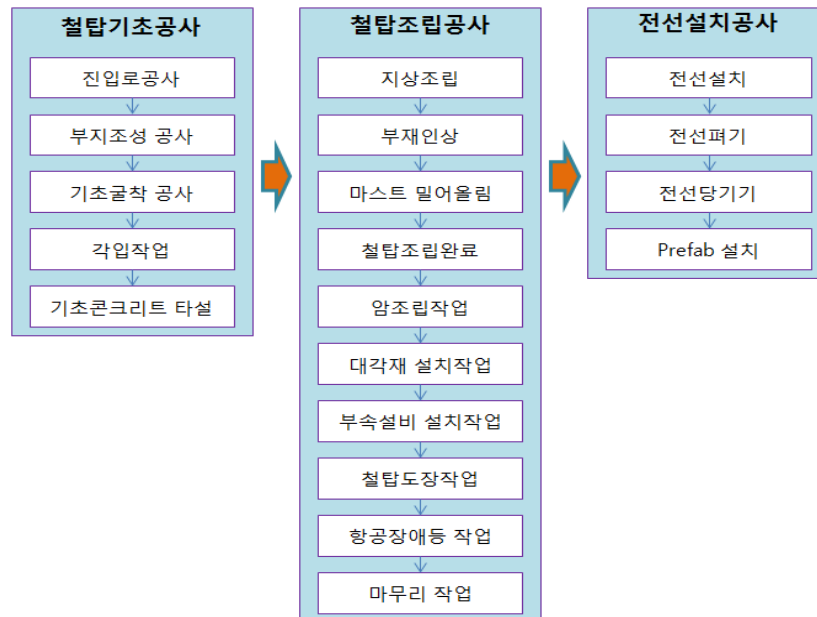 철탑기초공사
진입로공사
부지조성 공사
기초굴착 공사
각입작업
기초콘크리트 타설
철탑조립공사
지상조립
부재인상
마스트 밀어올림
철탑조립완료
암조립작업
대각재 설치작업
부속설비 설치작업
철탑도장작업
항공장애등 작업
마무리 작업
전선설치공사
전선설치
전선펴기
전선당기기
Prefab 설치